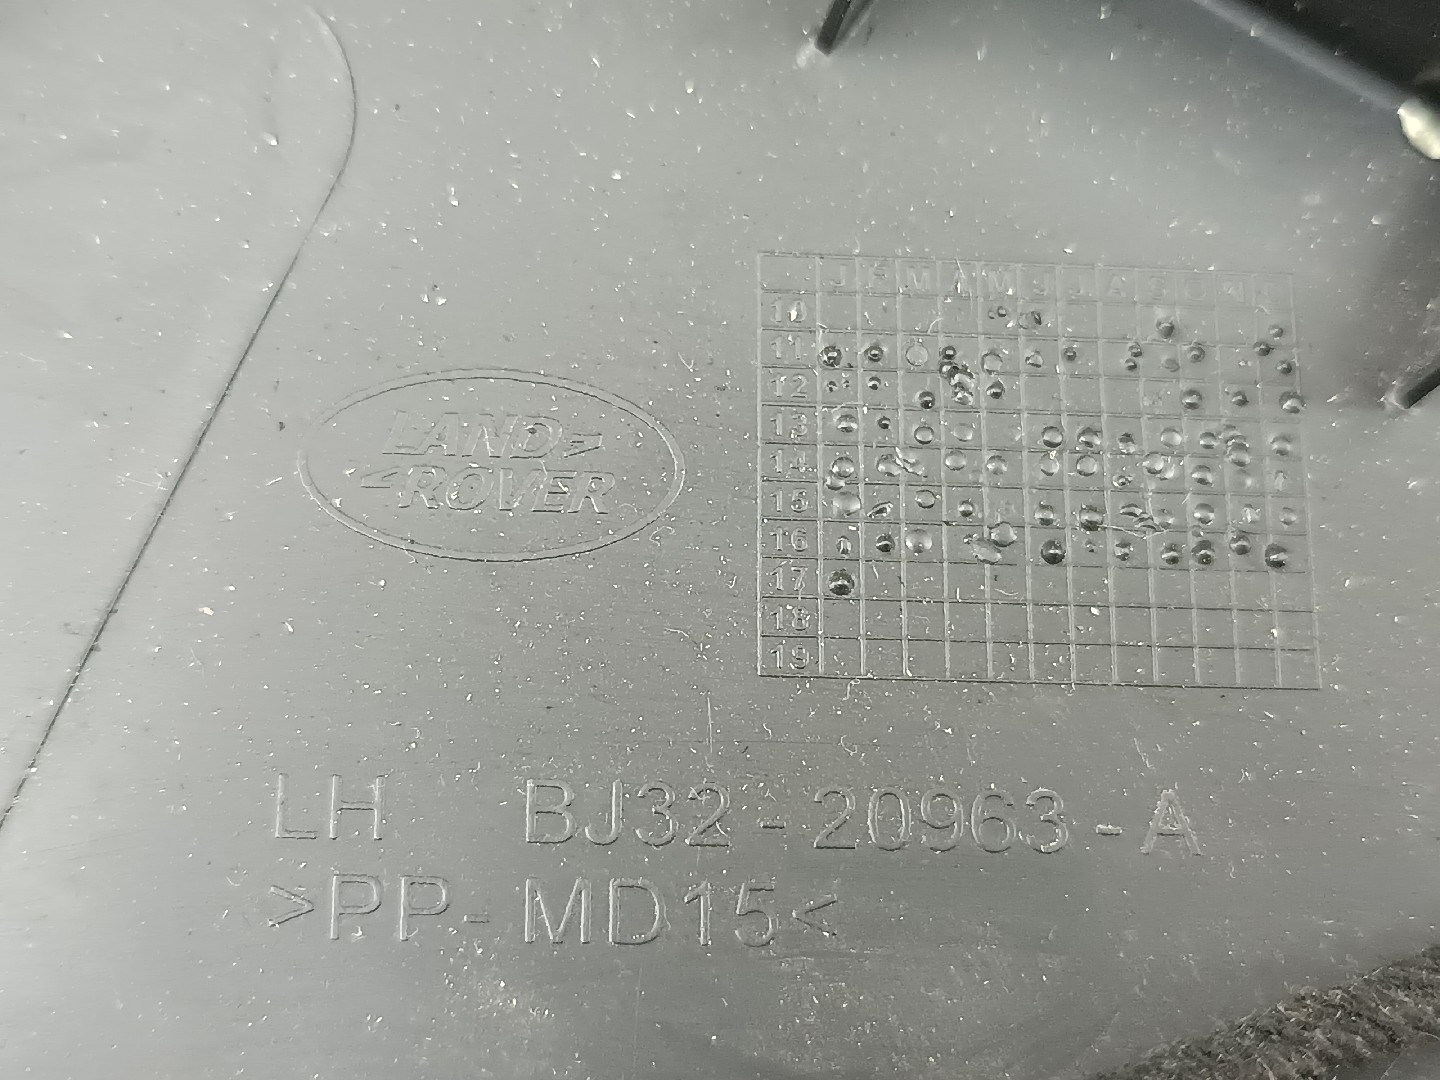 J F M A M J J A S O N D
10
11
12
13
14
15
16
17
18
19
LAND
ROVER
LH BJ32-20963-A
>PP-MD15<